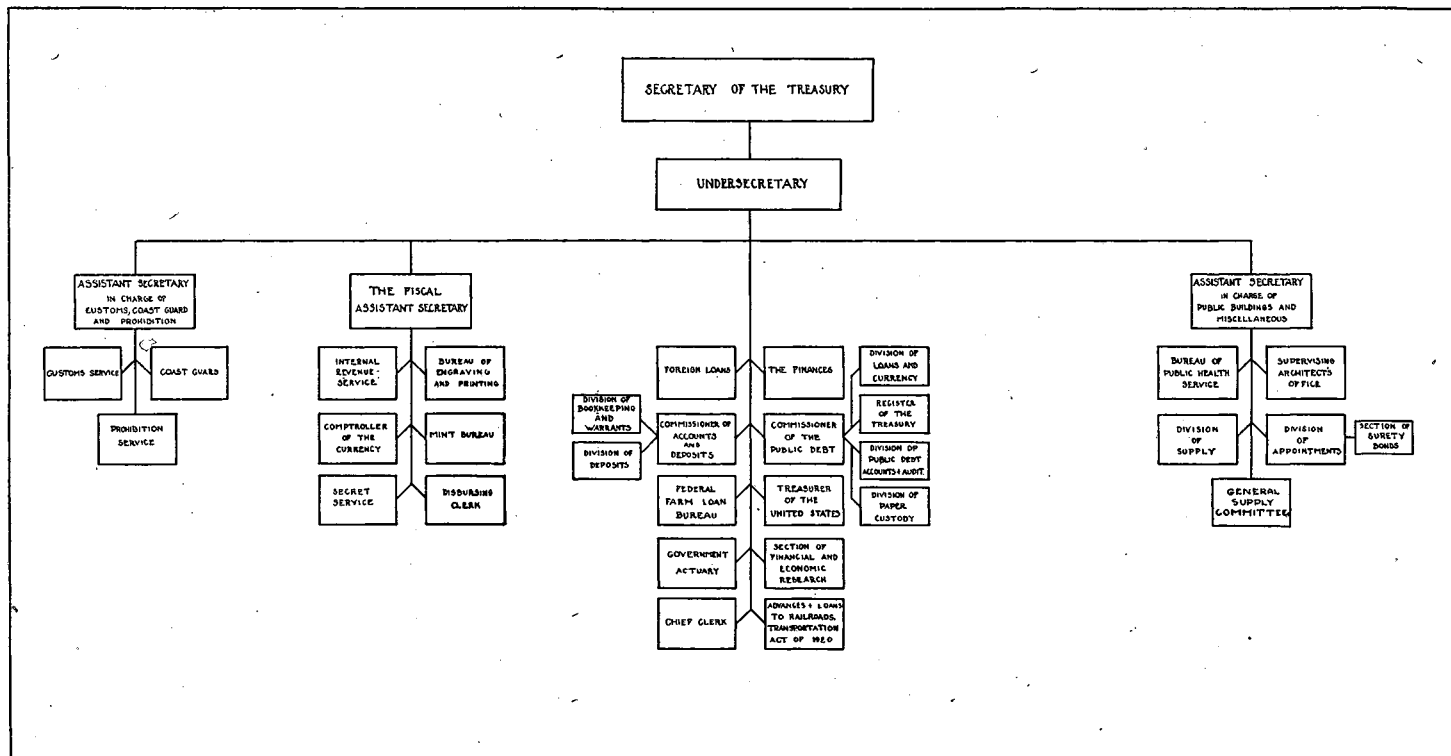 SECRETARY OF THE TREASURY
UNDERSECRETARY
ASSISTANT SECRETARY
IN CHARGE OF
CUSTOMS, COAST GUARD
AND PROHIBITION
CUSTOMS SERVICE
COAST GUARD
PROHIBITION
SERVICE
THE FISCAL
ASSISTANT SECRETARY
INTERNAL
REVENUE-
SERVICE
BUREAU OF
ENGRAVING
AND PRINTING
COMPTROLLER
OF THE
CURRENCY
MINT BUREAU
SECRET
SERVICE
DISBURSING
CLERK
FOREIGN LOANS
THE FINANCES
DIVISION OF
BOOKKEEPING
AND
WARRANTS
DIVISION OF
DEPOSITS
COMMISSIONER OF
ACCOUNTS
AND
DEPOSITS
COMMISSIONER
OF THE
PUBLIC DEBT
DIVISION OF
LOANS AND
CURRENCY
REGISTER
OF THE
TREASURY
DIVISION OF
PUBLIC DEBT
ACCOUNTS + AUDIT.
DIVISION OF
PAPER
CUSTODY
FEDERAL
FARM LOAN
BUREAU
TREASURER
OF THE
UNITED STATES
GOVERNMENT
ACTUARY
SECTION OF
FINANCIAL AND
ECONOMIC
RESEARCH
CHIEF CLERK
ADVANCES + LOANS
TO RAILROADS,
TRANSPORTATION
ACT OF 1920
ASSISTANT SECRETARY
IN CHARGE OF
PUBLIC BUILDINGS AND
MISCELLANEOUS
BUREAU OF
PUBLIC HEALTH
SERVICE
SUPERVISING
ARCHITECT'S
OFFICE
DIVISION
OF
SUPPLY
DIVISION
OF
APPOINTMENTS
SECTION OF
SURETY
BONDS
GENERAL
SUPPLY
COMMITTEE